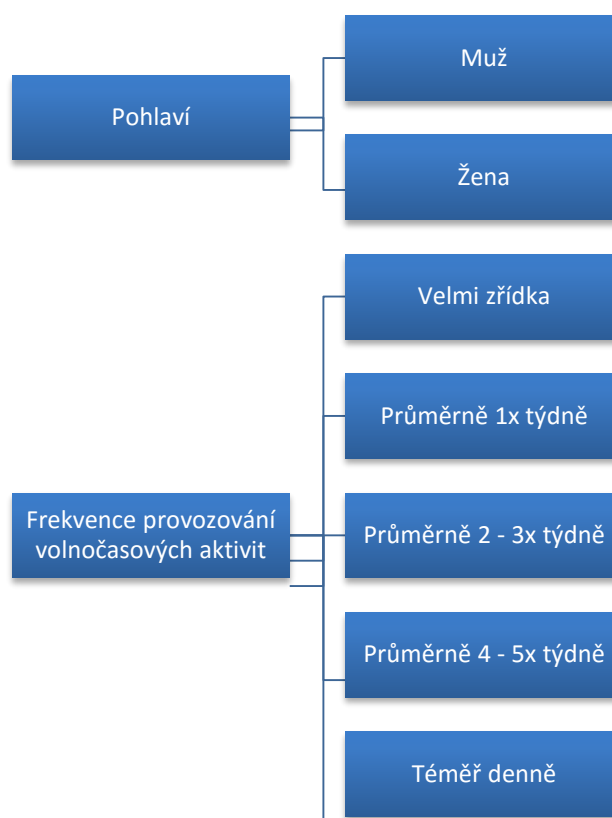 Pohlaví
Muž
Žena
Frekvence provozování
volnočasových aktivit
Velmi zřídka
Průměrně 1x týdně
Průměrně 2 - 3x týdně
Průměrně 4 - 5x týdně
Téměř denně